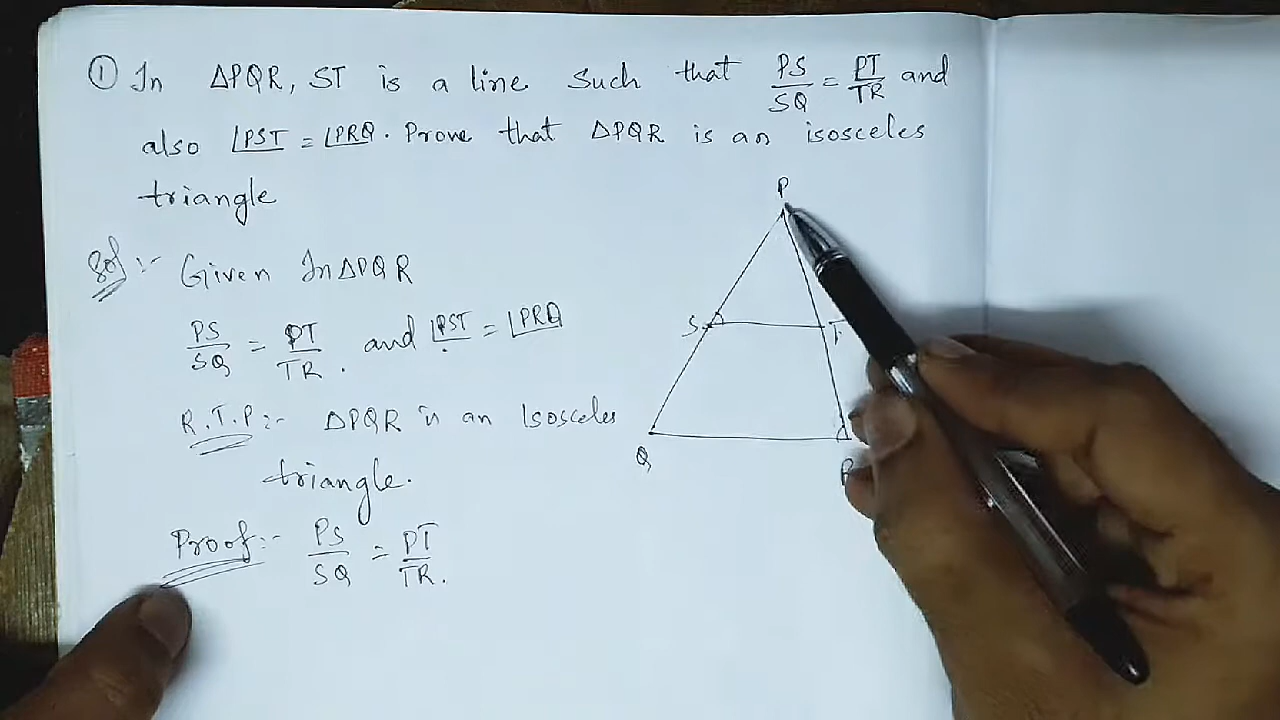 ① In ΔPQR, ST is a line Such that PS/SQ = PT/TR and
also ∠PST = ∠PRQ. Prove that ΔPQR is an isosceles
triangle
Sol :- Given In ΔPQR
PS/SQ = PT/TR. and ∠PST = ∠PRQ
R.T.P :- ΔPQR is an Isosceles
triangle.
Proof :- PS/SQ = PT/TR.
P
S T
Q R